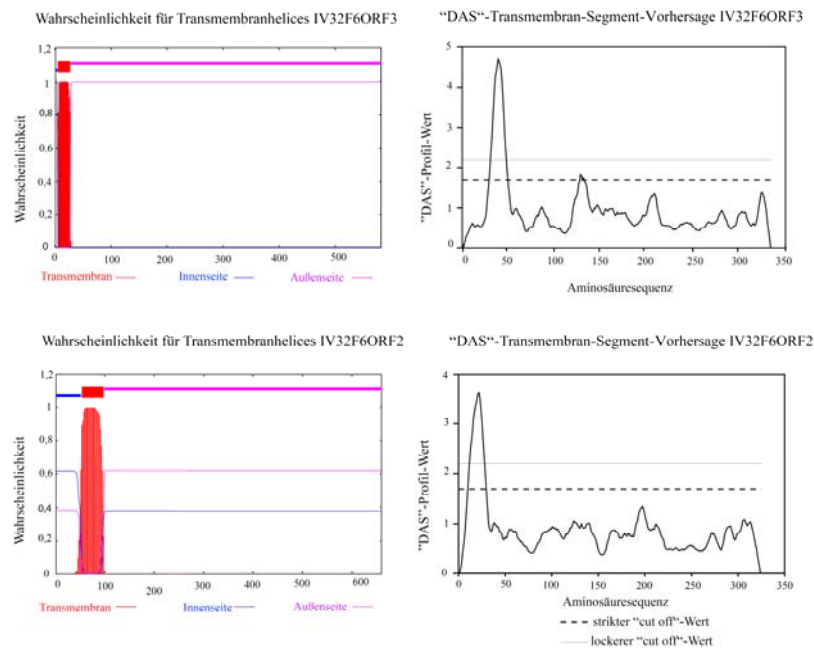 Wahrscheinlichkeit für Transmembranhelices IV32F6ORF3
1,2
1
0,8
0,6
0,4
0,2
0
Wahrscheinlichkeit
0 100 200 300 400 500
Transmembran Innenseite Außenseite
“DAS“-Transmembran-Segment-Vorhersage IV32F6ORF3
5
4
3
2
1
0
”DAS“-Profil-Wert
0 50 100 150 200 250 300 350
Aminosäuresequenz
Wahrscheinlichkeit für Transmembranhelices IV32F6ORF2
1,2
1
0,8
0,6
0,4
0,2
0
Wahrscheinlichkeit
0 100 200 300 400 500 600
Transmembran Innenseite Außenseite
“DAS“-Transmembran-Segment-Vorhersage IV32F6ORF2
4
3
2
1
0
”DAS“-Profil-Wert
0 50 100 150 200 250 300 350
Aminosäuresequenz
strikter “cut off“-Wert
lockerer “cut off“-Wert